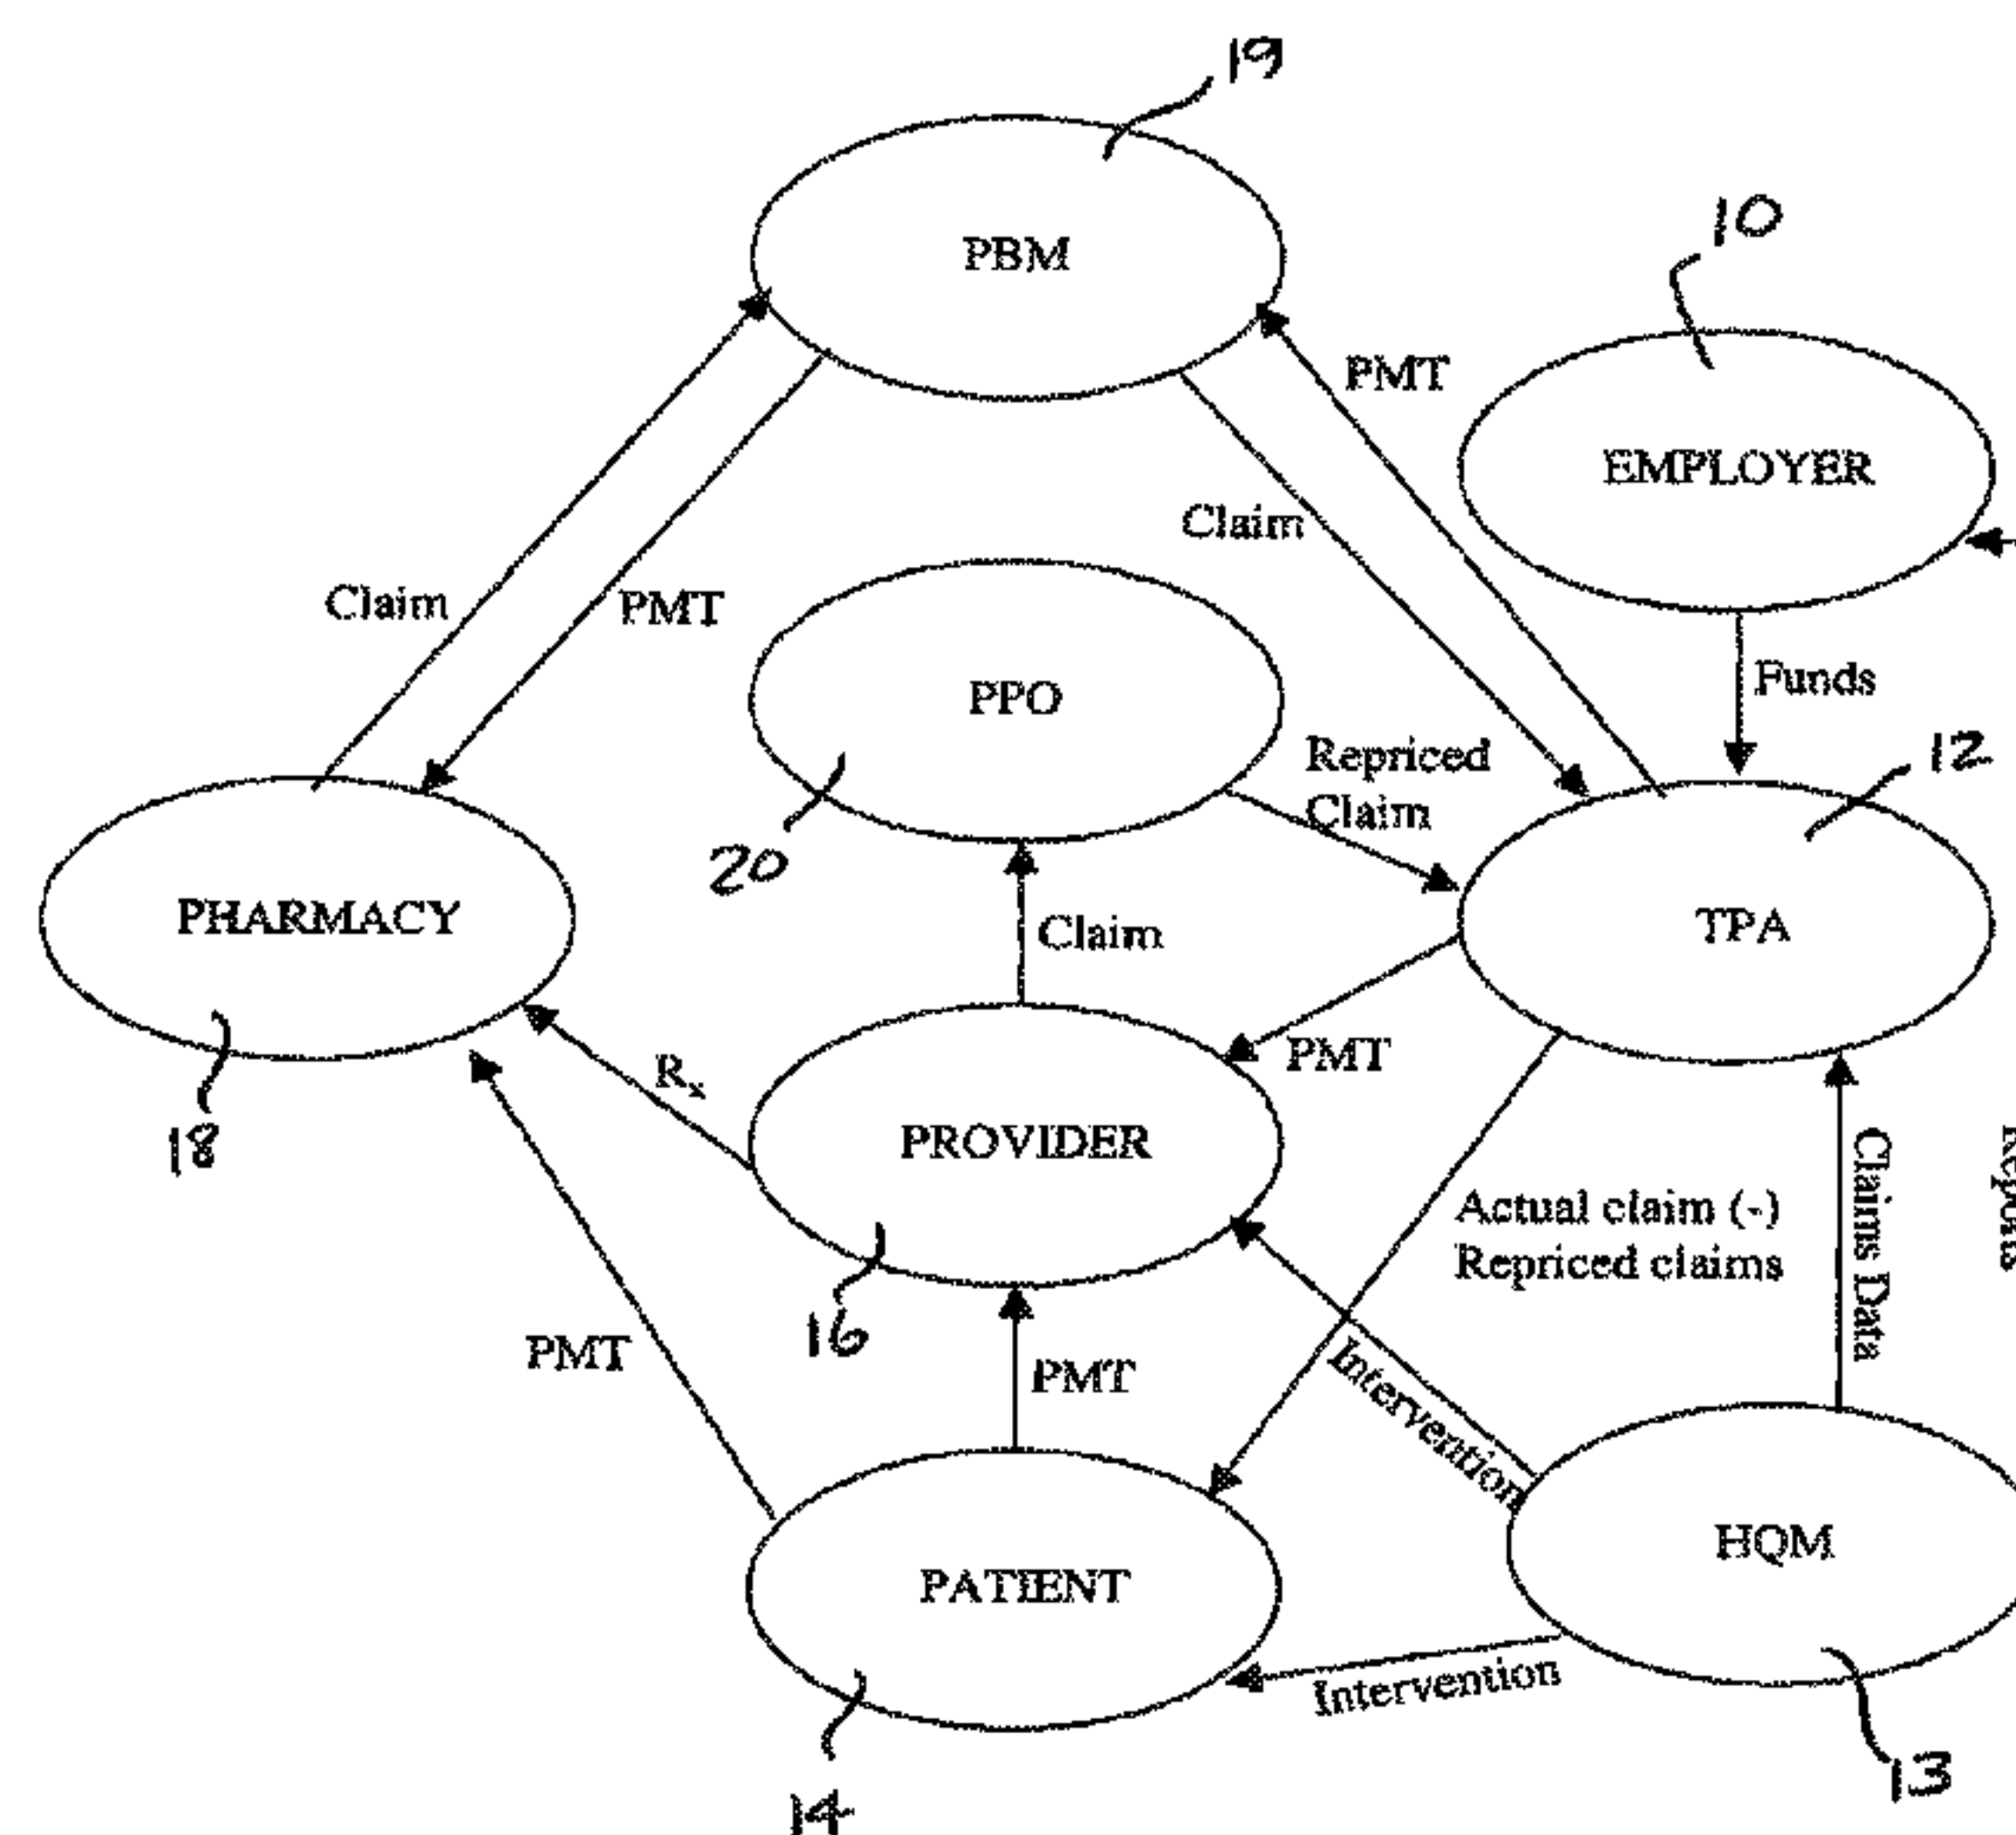 19
10
PBM
PMT
EMPLOYER
Claim
Claim
PMT
PPO
Funds
Repriced
Claim
12
20
PHARMACY
Claim
TPA
PMT
Rx
18
PROVIDER
Actual claim (-)
Repriced claims
Claims Data
Reports
16
PMT
PMT
Intervention
HQM
PATIENT
Intervention
13
14